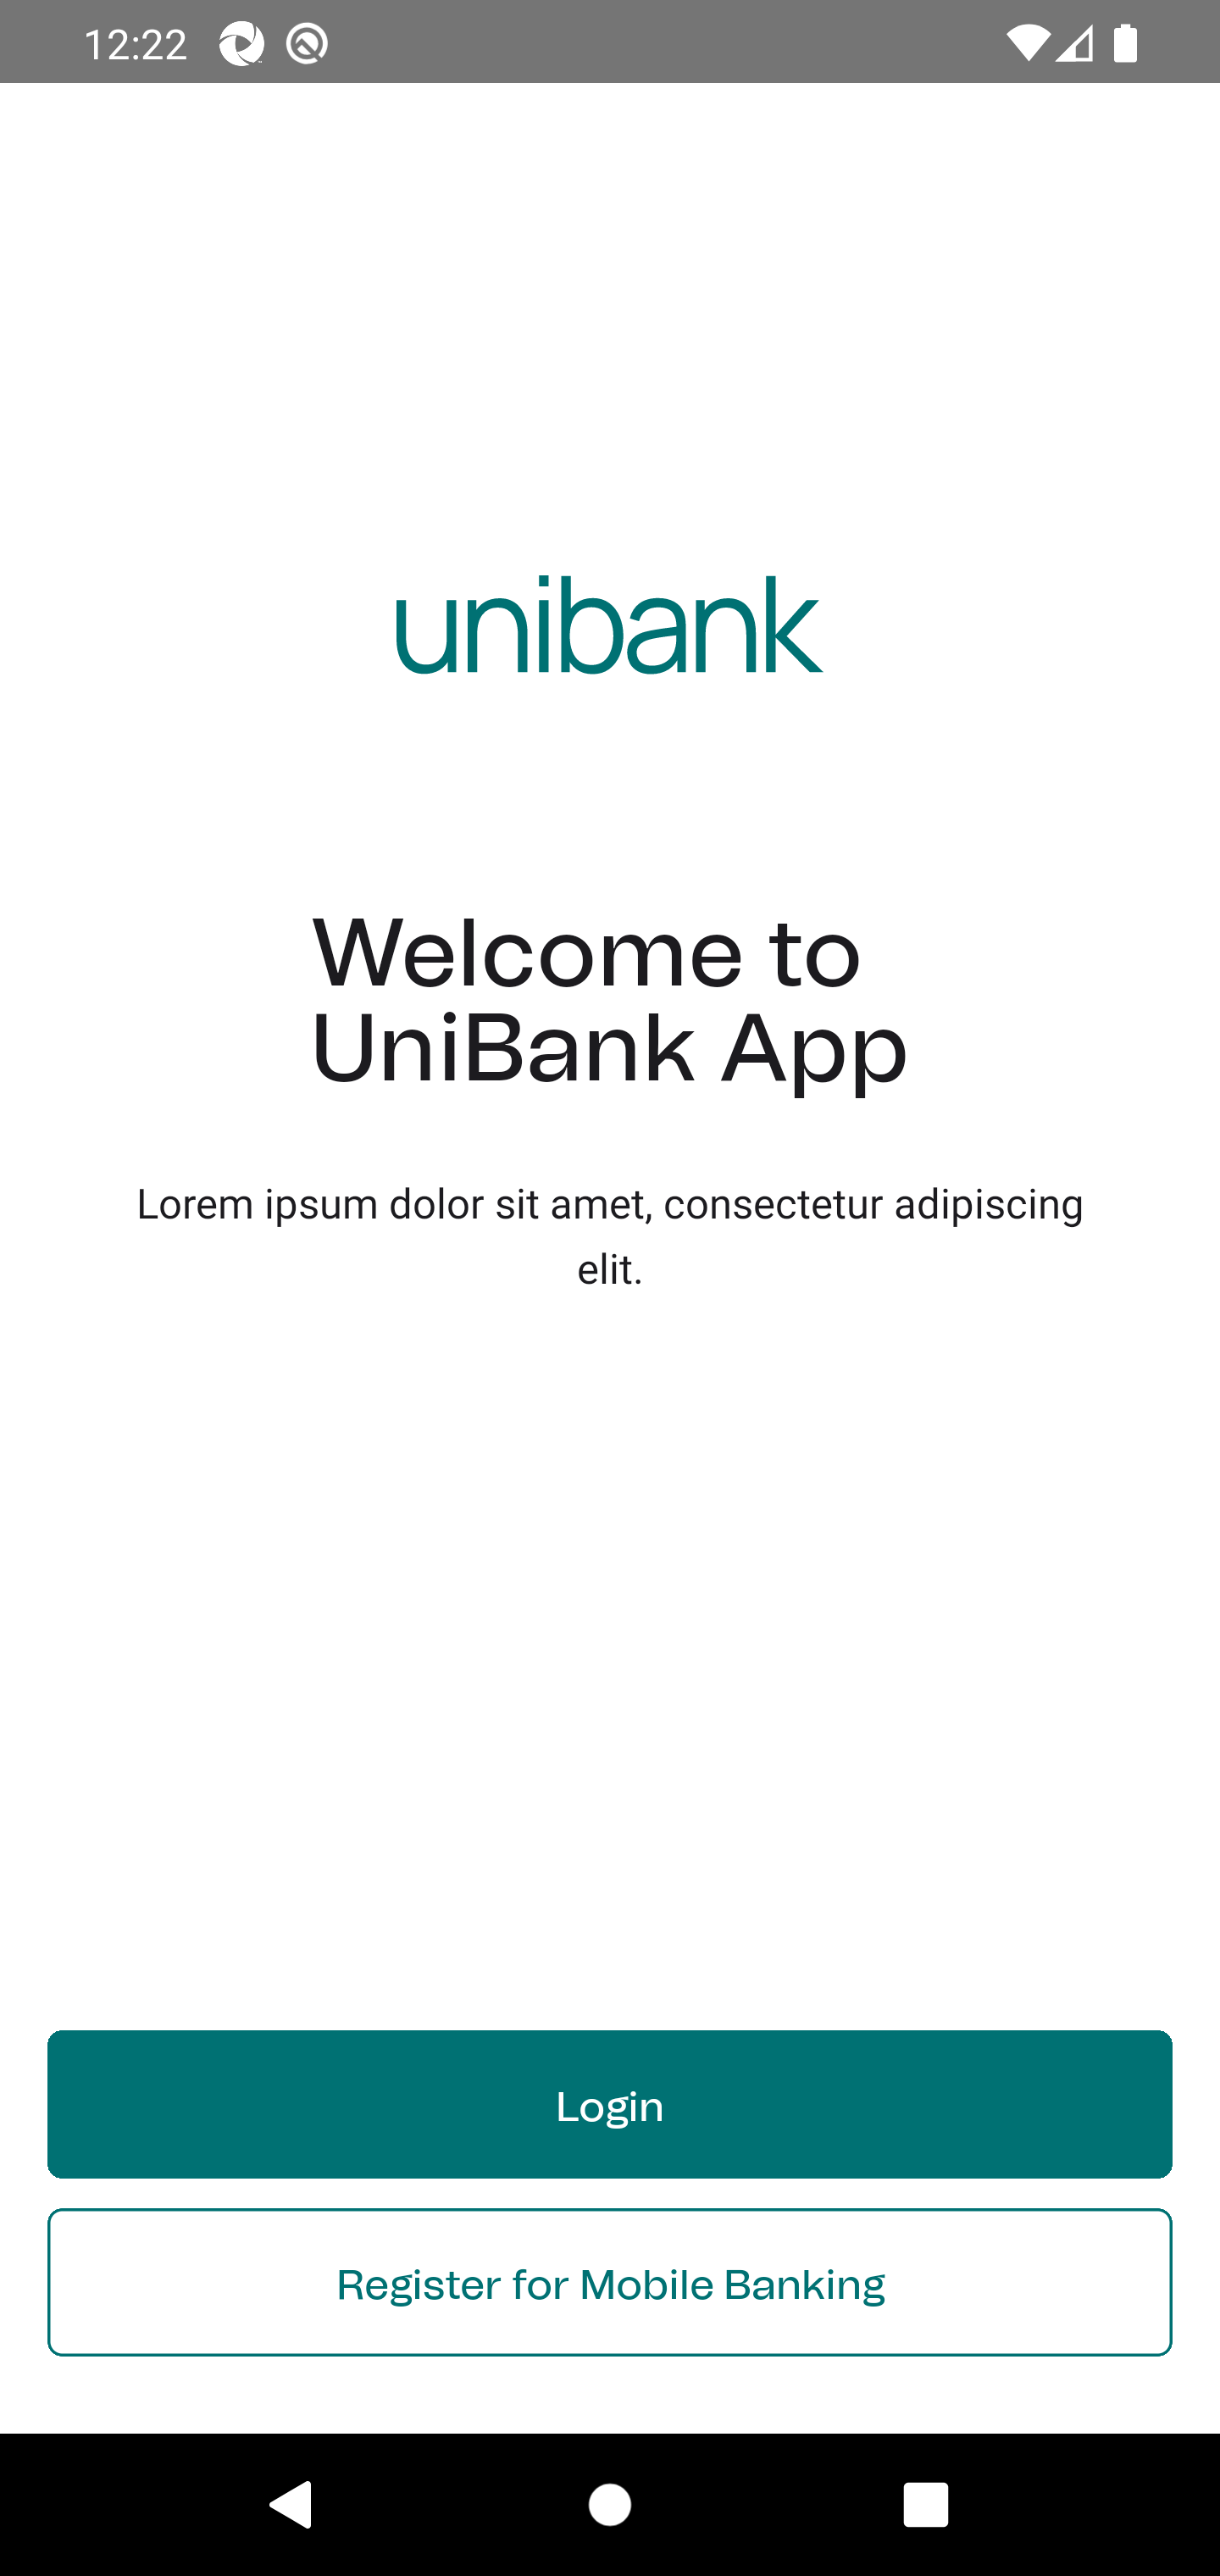 12:22
unibank
Welcome to
UniBank App
Lorem ipsum dolor sit amet, consectetur adipiscing
elit.
Login
Register for Mobile Banking